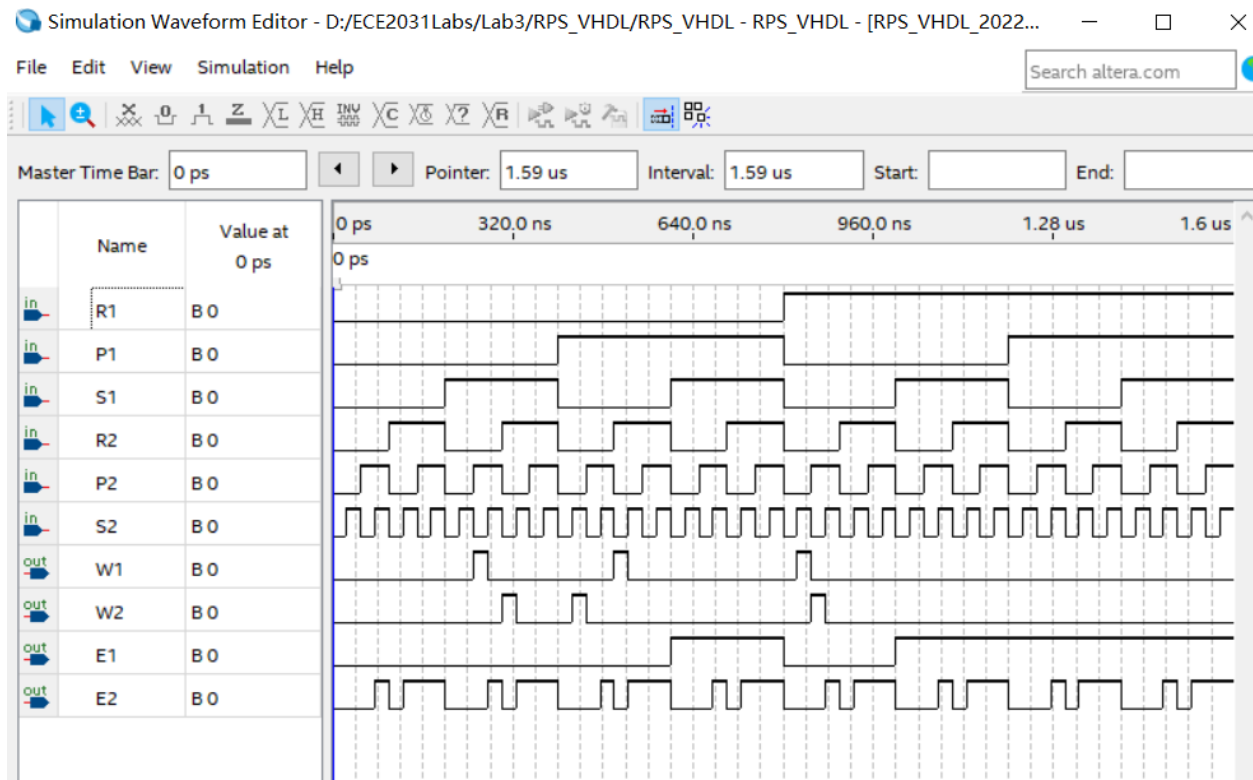 Simulation Waveform Editor - D:/ECE2031Labs/Lab3/RPS_VHDL/RPS_VHDL - RPS_VHDL - [RPS_VHDL_2022...
File Edit View Simulation Help
Search altera.com
Master Time Bar: 0 ps Pointer: 1.59 us Interval: 1.59 us Start: End:
Name Value at 0 ps
0 ps 320.0 ns 640.0 ns 960.0 ns 1.28 us 1.6 us
0 ps
in R1 B 0
in P1 B 0
in S1 B 0
in R2 B 0
in P2 B 0
in S2 B 0
out W1 B 0
out W2 B 0
out E1 B 0
out E2 B 0